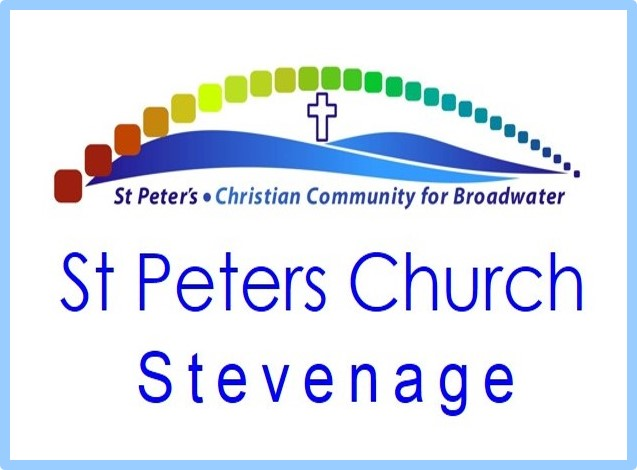 St Peter's • Christian Community for Broadwater
St Peters Church
Stevenage